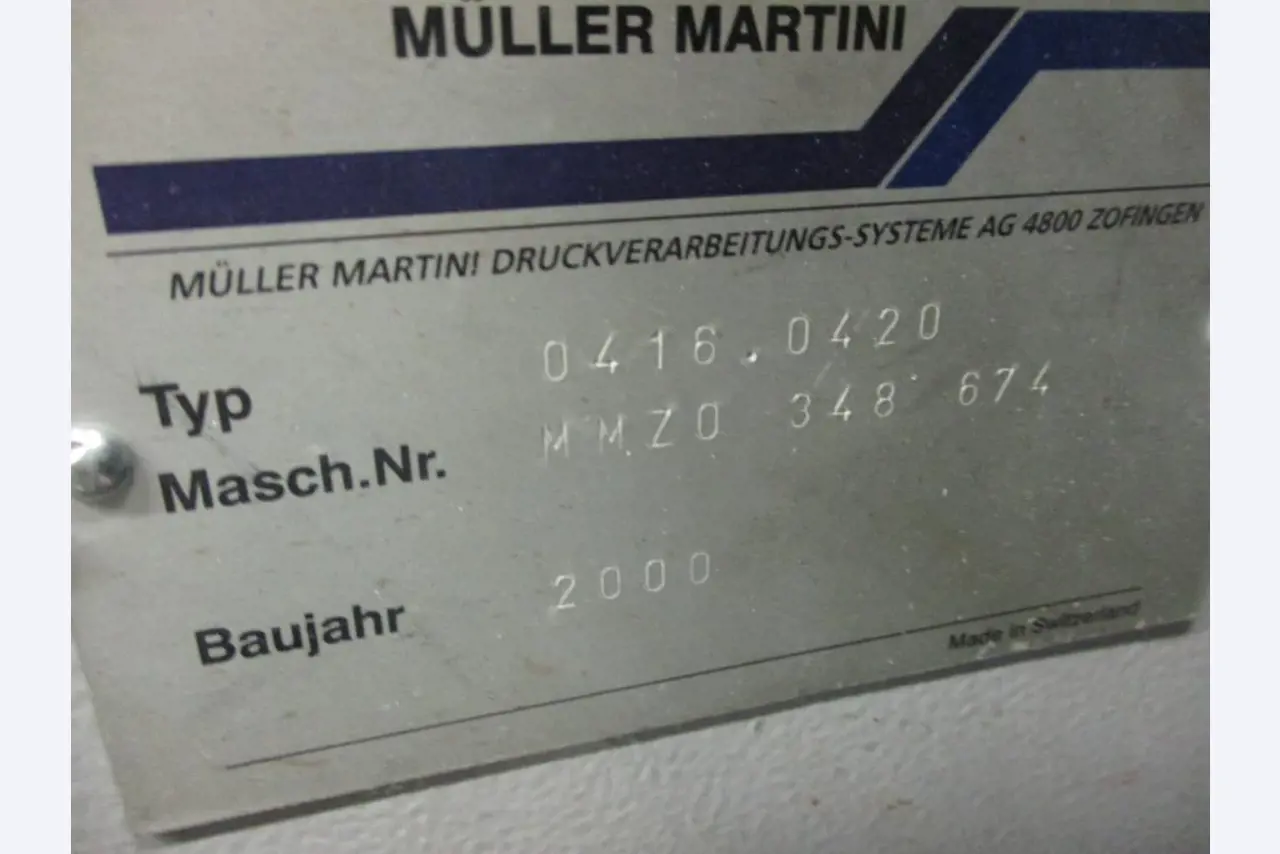 MÜLLER MARTINI
MÜLLER MARTINI DRUCKVERARBEITUNGS-SYSTEME AG 4800 ZOFINGEN
Typ 0416.0420
Masch.Nr. MMZO 348 674
Baujahr 2000
Made in Switzerland